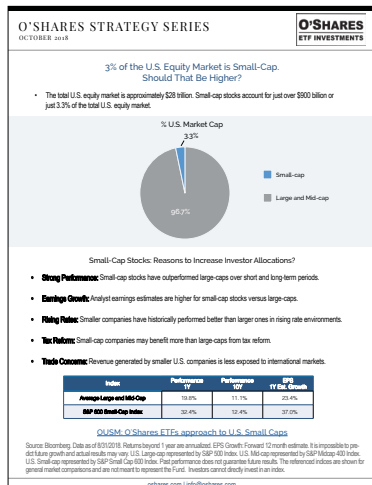 O'SHARES STRATEGY SERIES
OCTOBER 2018
O'SHARES
ETF INVESTMENTS
3% of the U.S. Equity Market is Small-Cap.
Should That Be Higher?
• The total U.S. equity market is approximately $28 trillion. Small-cap stocks account for just over $900 billion or
just 3.3% of the total U.S. equity market.
% U.S. Market Cap
3.3%
96.7%
Small-cap
Large and Mid-cap
Small-Cap Stocks: Reasons to Increase Investor Allocations?
• Strong Performance: Small-cap stocks have outperformed large-caps over short and long-term periods.
• Earnings Growth: Analyst earnings estimates are higher for small-cap stocks versus large-caps.
• Rising Rates: Smaller companies have historically performed better than larger ones in rising rate environments.
• Tax Reform: Small-cap companies may benefit more than large-caps from tax reform.
• Trade Concerns: Revenue generated by smaller U.S. companies is less exposed to international markets.
Index Performance 1Y Performance 10Y EPS 1Y Est. Growth
Average Large and Mid-Cap 19.8% 11.1% 23.4%
S&P 600 Small-Cap Index 32.4% 12.4% 37.0%
OUSM: O'Shares ETFs approach to U.S. Small Caps
Source: Bloomberg. Data as of 8/31/2018. Returns beyond 1 year are annualized. EPS Growth: Forward 12 month estimate. It is impossible to pre-
dict future growth and actual results may vary. U.S. Large-cap represented by S&P 500 Index. U.S. Mid-cap represented by S&P Midcap 400 Index.
U.S. Small-cap represented by S&P Small Cap 600 Index. Past performance does not guarantee future results. The referenced indices are shown for
general market comparisons and are not meant to represent the Fund. Investors cannot directly invest in an index.
oshares.com | info@oshares.com